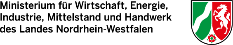 Ministerium für Wirtschaft, Energie,
Industrie, Mittelstand und Handwerk
des Landes Nordrhein-Westfalen